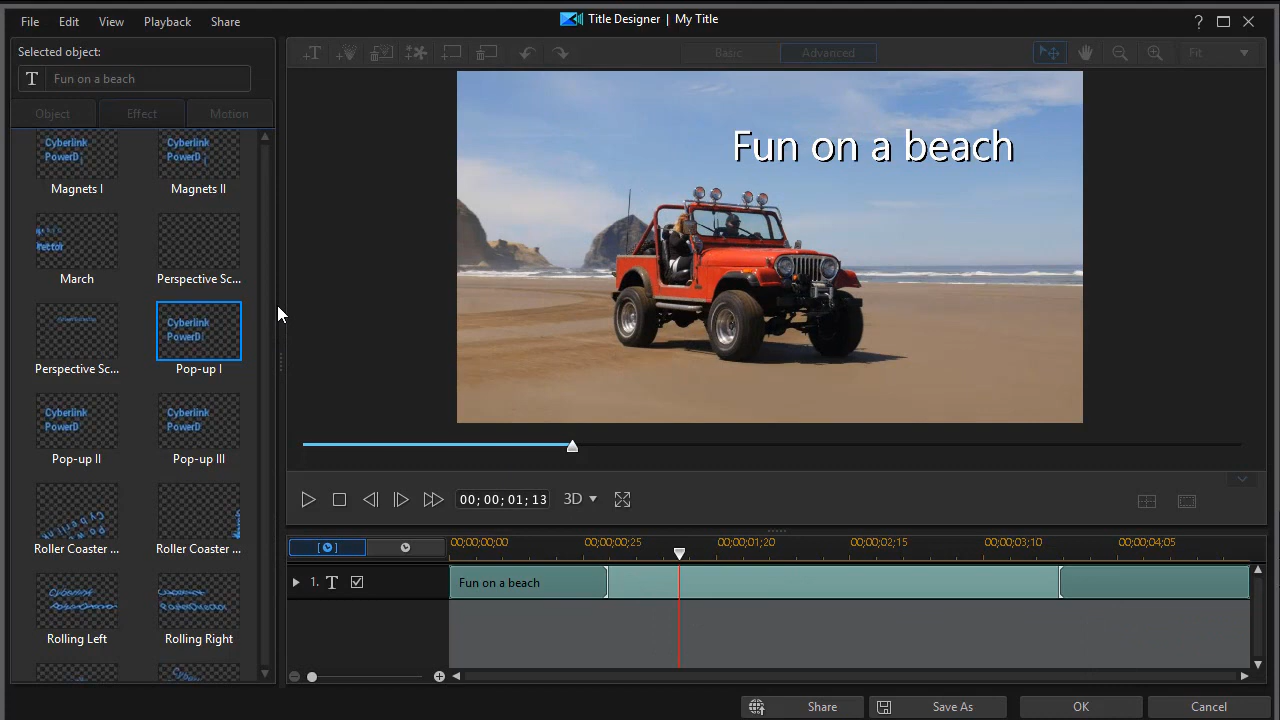 File Edit View Playback Share
Title Designer | My Title
?
Selected object:
T Fun on a beach
Object Effect Motion
Basic Advanced
Fit
Cyberlink
PowerD
Cyberlink
PowerD
Magnets I Magnets II
March Perspective Sc...
Cyberlink
PowerD
Perspective Sc... Pop-up I
Cyberlink
PowerD
Cyberlink
PowerD
Pop-up II Pop-up III
Roller Coaster ... Roller Coaster ...
Rolling Left Rolling Right
Fun on a beach
00; 00; 01; 13 3D
00;00;00;00 00;00;00;25 00;00;01;20 00;00;02;15 00;00;03;10 00;00;04;05
1. T Fun on a beach
Share Save As OK Cancel